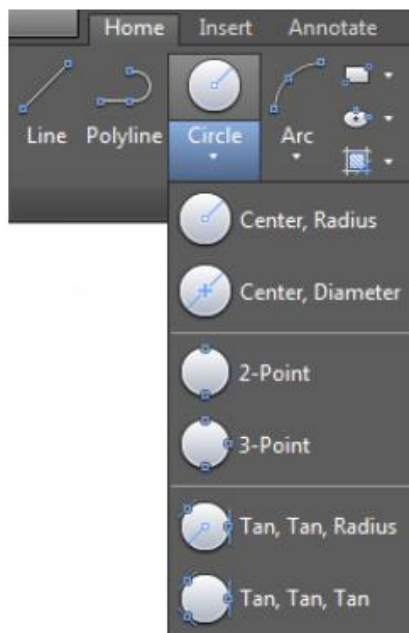 Home Insert Annotate
Line Polyline Circle Arc
Center, Radius
Center, Diameter
2-Point
3-Point
Tan, Tan, Radius
Tan, Tan, Tan